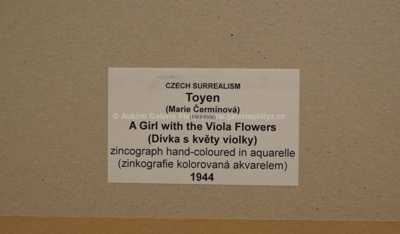 CZECH SURREALISM
Toyen
(Marie Čermínová)
A Girl with the Viola Flowers
(Dívka s květy violky)
zincograph hand-coloured in aquarelle
(zinkografie kolorovaná akvarelem)
1944